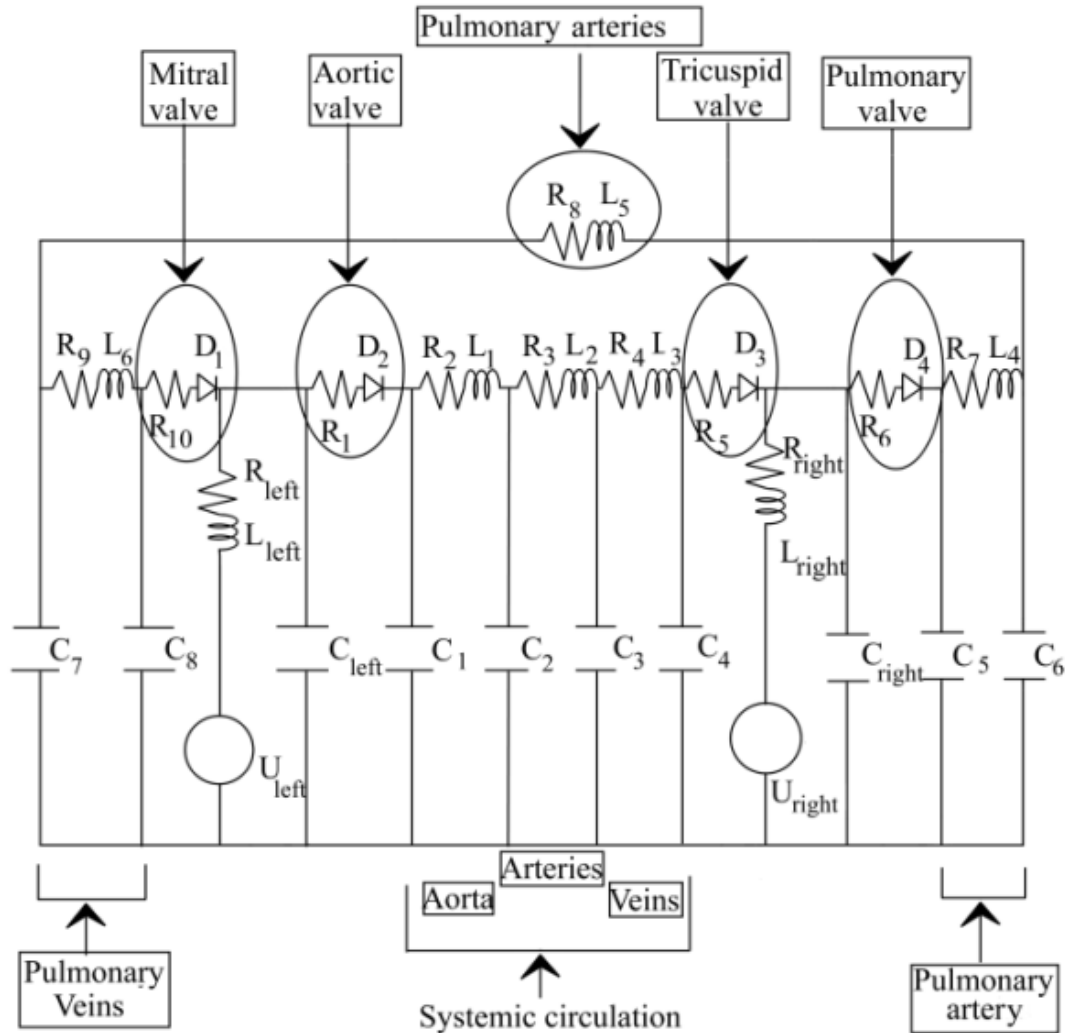 Pulmonary arteries
Mitral
valve
Aortic
valve
Tricuspid
valve
Pulmonary
valve
R8 L5
R9 L6
D1
D2
R2 L1
R3 L2
R4 L3
D3
D4
R7 L4
R10
R1
R5
R6
Rleft
Lleft
Rright
Lright
C7
C8
Cleft
C1
C2
C3
C4
Cright
C5
C6
Uleft
Uright
Arteries
Aorta
Veins
Pulmonary
Veins
Systemic circulation
Pulmonary
artery